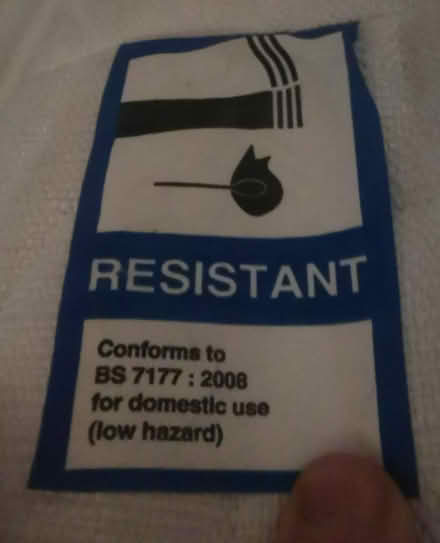 RESISTANT
Conforms to
BS 7177 : 2008
for domestic use
(low hazard)